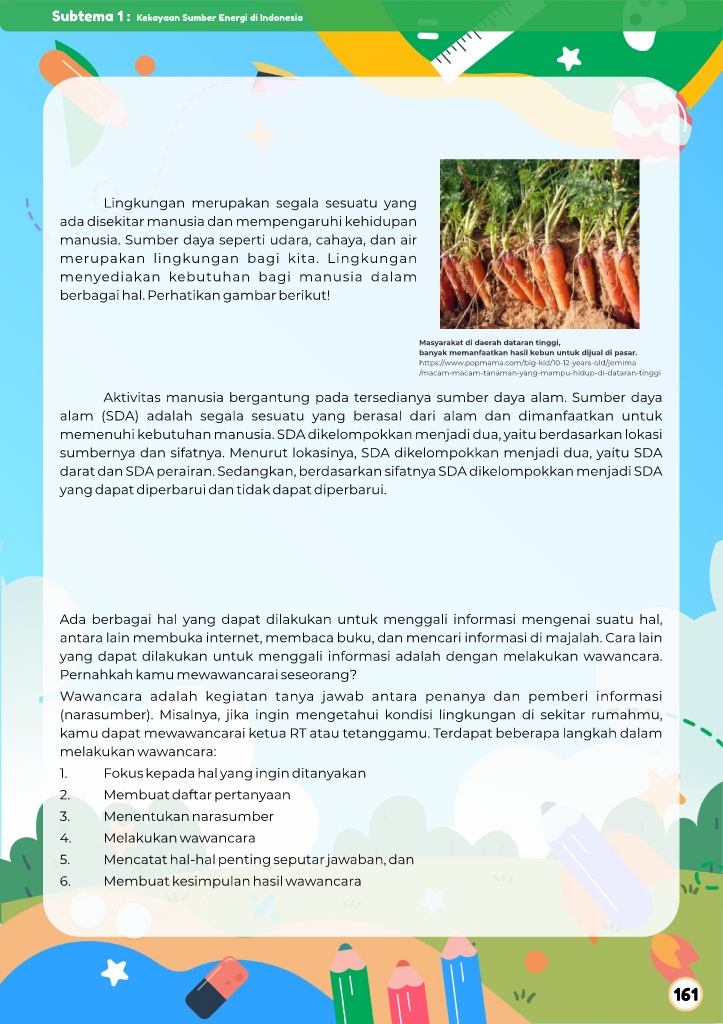 Subtema 1 : Kekayaan Sumber Energi di Indonesia
Lingkungan merupakan segala sesuatu yang
ada disekitar manusia dan mempengaruhi kehidupan
manusia. Sumber daya seperti udara, cahaya, dan air
merupakan lingkungan bagi kita. Lingkungan
menyediakan kebutuhan bagi manusia dalam
berbagai hal. Perhatikan gambar berikut!
Masyarakat di daerah dataran tinggi,
banyak memanfaatkan hasil kebun untuk dijual di pasar.
https://www.popmama.com/big-kid/10-12-years-old/jemima
/macam-macam-tanaman-yang-mampu-hidup-di-dataran-tinggi
Aktivitas manusia bergantung pada tersedianya sumber daya alam. Sumber daya
alam (SDA) adalah segala sesuatu yang berasal dari alam dan dimanfaatkan untuk
memenuhi kebutuhan manusia. SDA dikelompokkan menjadi dua, yaitu berdasarkan lokasi
sumbernya dan sifatnya. Menurut lokasinya, SDA dikelompokkan menjadi dua, yaitu SDA
darat dan SDA perairan. Sedangkan, berdasarkan sifatnya SDA dikelompokkan menjadi SDA
yang dapat diperbarui dan tidak dapat diperbarui.
Ada berbagai hal yang dapat dilakukan untuk menggali informasi mengenai suatu hal,
antara lain membuka internet, membaca buku, dan mencari informasi di majalah. Cara lain
yang dapat dilakukan untuk menggali informasi adalah dengan melakukan wawancara.
Pernahkah kamu mewawancarai seseorang?
Wawancara adalah kegiatan tanya jawab antara penanya dan pemberi informasi
(narasumber). Misalnya, jika ingin mengetahui kondisi lingkungan di sekitar rumahmu,
kamu dapat mewawancarai ketua RT atau tetanggamu. Terdapat beberapa langkah dalam
melakukan wawancara:
1. Fokus kepada hal yang ingin ditanyakan
2. Membuat daftar pertanyaan
3. Menentukan narasumber
4. Melakukan wawancara
5. Mencatat hal-hal penting seputar jawaban, dan
6. Membuat kesimpulan hasil wawancara
161